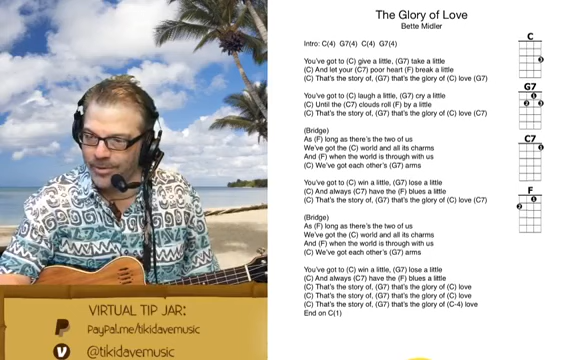 The Glory of Love
Bette Midler
Intro: C(4) G7(4) C(4) G7(4)
You've got to (C) give a little, (G7) take a little
(C) And let your (C7) poor heart (F) break a little
(C) That's the story of, (G7) that's the glory of (C) love (G7)
You've got to (C) laugh a little, (G7) cry a little
(C) Until the (C7) clouds roll (F) by a little
(C) That's the story of, (G7) that's the glory of (C) love (C7)
(Bridge)
As (F) long as there's the two of us
We've got the (C) world and all its charms
And (F) when the world is through with us
(C) We've got each other's (G7) arms
You've got to (C) win a little, (G7) lose a little
(C) And always (C7) have the (F) blues a little
(C) That's the story of, (G7) that's the glory of (C) love (C7)
(Bridge)
As (F) long as there's the two of us
We've got the (C) world and all its charms
And (F) when the world is through with us
(C) We've got each other's (G7) arms
You've got to (C) win a little, (G7) lose a little
(C) And always (C7) have the (F) blues a little
(C) That's the story of, (G7) that's the glory of (C) love
(C) That's the story of, (G7) that's the glory of (C) love
(C) That's the story of, (G7) that's the glory of (C-4) love
End on C(1)
C
3
G7
1
2 3
C7
1
F
1
2
VIRTUAL TIP JAR:
PayPal.me/tikidavemusic
@tikidavemusic